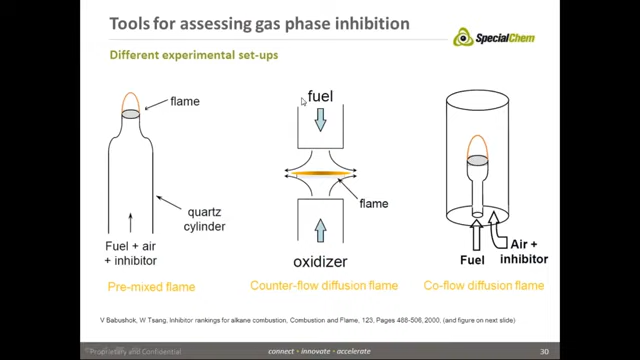 Tools for assessing gas phase inhibition
SpecialChem
Different experimental set-ups
flame
quartz
cylinder
Fuel + air
+ inhibitor
Pre-mixed flame
fuel
flame
oxidizer
Counter-flow diffusion flame
Fuel
Air +
inhibitor
Co-flow diffusion flame
V Babushok, W Tsang, Inhibitor rankings for alkane combustion, Combustion and Flame, 123, Pages 488-506, 2000, (and figure on next slide)
Proprietary and Confidential
connect • innovate • accelerate
30